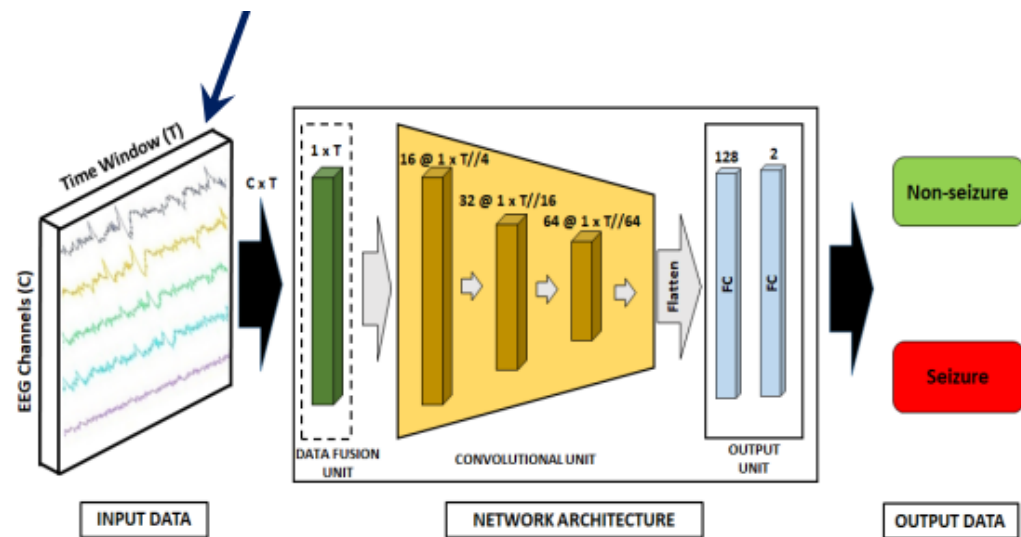 Time Window (T)
EEG Channels (C)
C x T
1 x T
DATA FUSION
UNIT
16 @ 1 x T//4
32 @ 1 x T//16
64 @ 1 x T//64
CONVOLUTIONAL UNIT
Flatten
128
2
FC
FC
OUTPUT
UNIT
Non-seizure
Seizure
INPUT DATA
NETWORK ARCHITECTURE
OUTPUT DATA